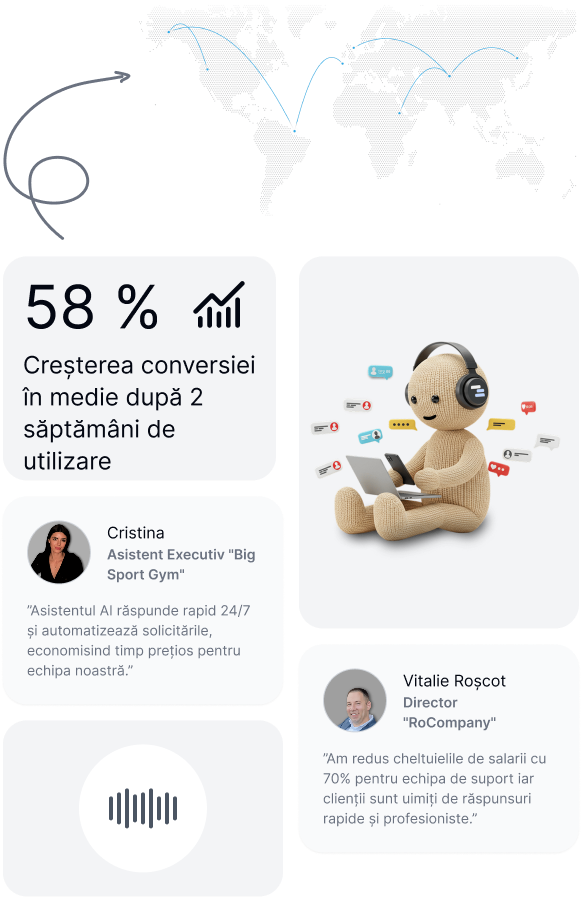 58 %
Creșterea conversiei
în medie după 2
săptămâni de
utilizare
Cristina
Asistent Executiv "Big
Sport Gym"
”Asistentul AI răspunde rapid 24/7
și automatizează solicitările,
economisind timp prețios pentru
echipa noastră.”
Vitalie Roșcot
Director
"RoCompany"
”Am redus cheltuielile de salarii cu
70% pentru echipa de suport iar
clienții sunt uimiți de răspunsuri
rapide și profesioniste.”